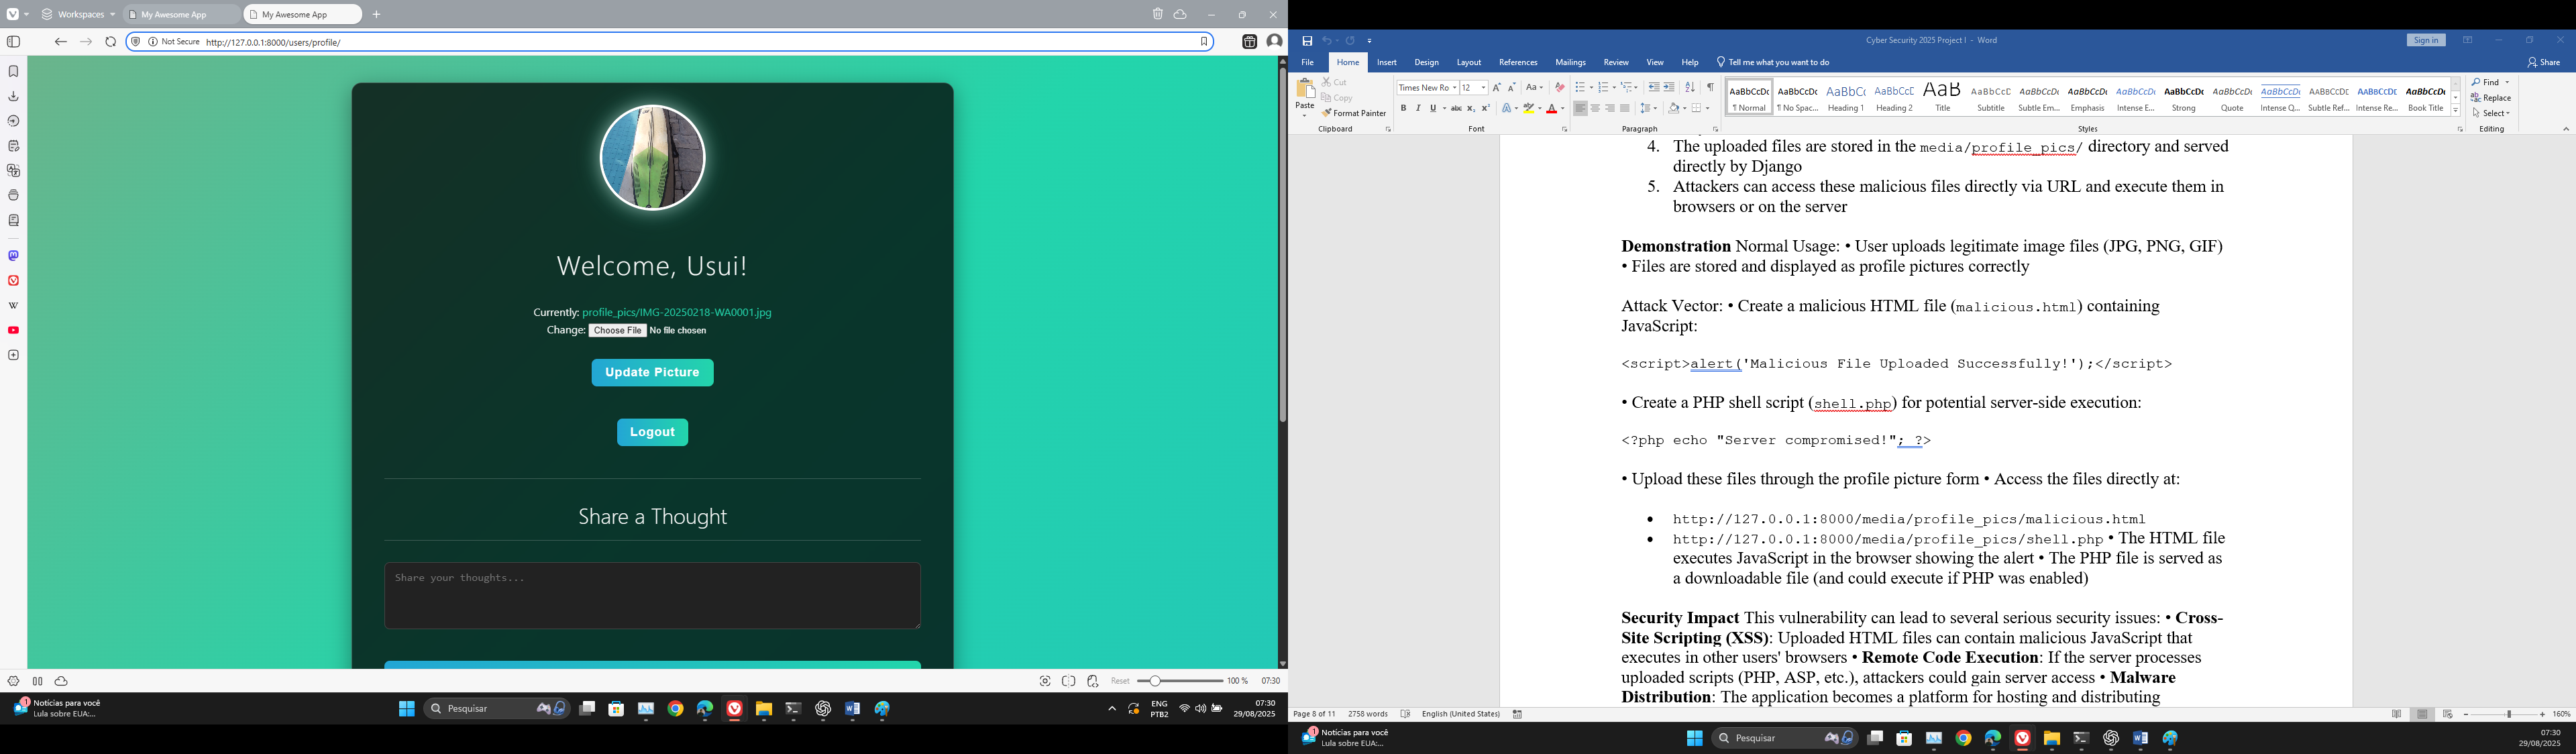 Workspaces
My Awesome App
My Awesome App
Not Secure
http://127.0.0.1:8000/users/profile/
Welcome, Usui!
Currently: profile_pics/IMG-20250218-WA0001.jpg
Change: Choose File No file chosen
Update Picture
Logout
Share a Thought
Share your thoughts...
Reset
100 %
07:30
1
Notícias para você
Lula sobre EUA:...
Pesquisar
ENG
PTB2
07:30
29/08/2025
Cyber Security 2025 Project I - Word
Sign in
File Home Insert Design Layout References Mailings Review View Help Tell me what you want to do
Share
Paste
Cut
Copy
Format Painter
Clipboard
Times New Ro
12
Font
Paragraph
¶ Normal
¶ No Spac...
Heading 1
Heading 2
Title
Subtitle
Subtle Em...
Emphasis
Intense E...
Strong
Quote
Intense Q...
Subtle Ref...
Intense Re...
Book Title
Styles
Find
Replace
Select
Editing
4. The uploaded files are stored in the media/profile_pics/ directory and served
directly by Django
5. Attackers can access these malicious files directly via URL and execute them in
browsers or on the server
Demonstration Normal Usage: • User uploads legitimate image files (JPG, PNG, GIF)
• Files are stored and displayed as profile pictures correctly
Attack Vector: • Create a malicious HTML file (malicious.html) containing
JavaScript:
<script>alert('Malicious File Uploaded Successfully!');</script>
• Create a PHP shell script (shell.php) for potential server-side execution:
<?php echo "Server compromised!"; ?>
• Upload these files through the profile picture form • Access the files directly at:
• http://127.0.0.1:8000/media/profile_pics/malicious.html
• http://127.0.0.1:8000/media/profile_pics/shell.php • The HTML file
executes JavaScript in the browser showing the alert • The PHP file is served as
a downloadable file (and could execute if PHP was enabled)
Security Impact This vulnerability can lead to several serious security issues: • Cross-
Site Scripting (XSS): Uploaded HTML files can contain malicious JavaScript that
executes in other users' browsers • Remote Code Execution: If the server processes
uploaded scripts (PHP, ASP, etc.), attackers could gain server access • Malware
Distribution: The application becomes a platform for hosting and distributing
Page 8 of 11
2758 words
English (United States)
160%
1
Notícias para você
Lula sobre EUA:...
Pesquisar
07:30
29/08/2025